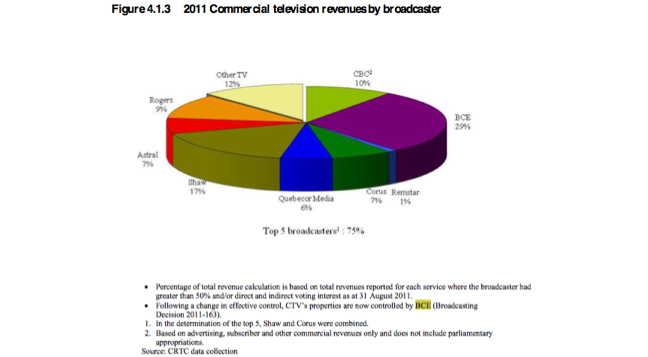 Figure 4.1.3 2011 Commercial television revenues by broadcaster
Other TV
12%
CBC²
10%
Rogers
9%
BCE
29%
Astral
7%
Shaw
17%
Quebecor Media
6%
Corus
7%
Remstar
1%
Top 5 broadcasters¹ : 75%
• Percentage of total revenue calculation is based on total revenues reported for each service where the broadcaster had
greater than 50% and/or direct and indirect voting interest as at 31 August 2011.
• Following a change in effective control, CTV's properties are now controlled by BCE (Broadcasting
Decision 2011-163).
1. In the determination of the top 5, Shaw and Corus were combined.
2. Based on advertising, subscriber and other commercial revenues only and does not include parliamentary
appropriations.
Source: CRTC data collection